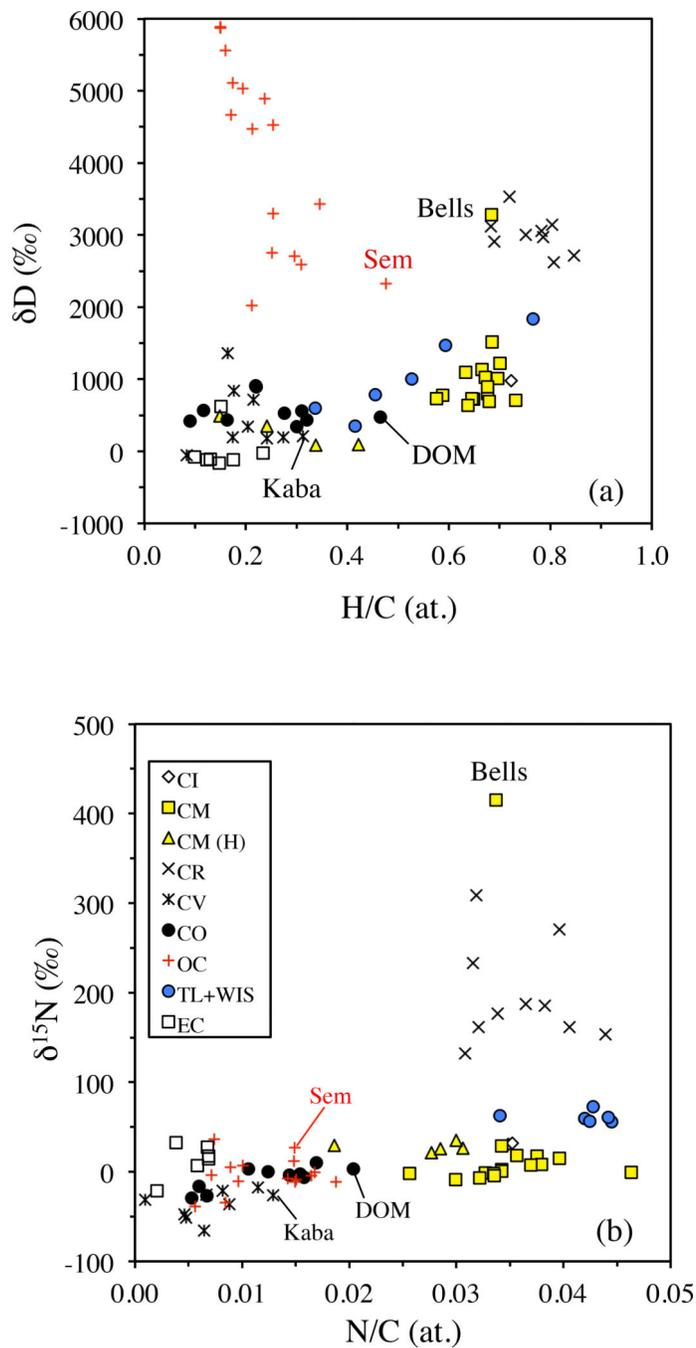 6000
5000
4000
3000
2000
1000
0
-1000
δD (‰)
Bells
Sem
DOM
Kaba
(a)
0.0 0.2 0.4 0.6 0.8 1.0
H/C (at.)
500
400
300
200
100
0
-100
δ¹⁵N (‰)
Bells
CI
CM
CM (H)
CR
CV
CO
OC
TL+WIS
EC
Sem
DOM
Kaba
(b)
0.00 0.01 0.02 0.03 0.04 0.05
N/C (at.)